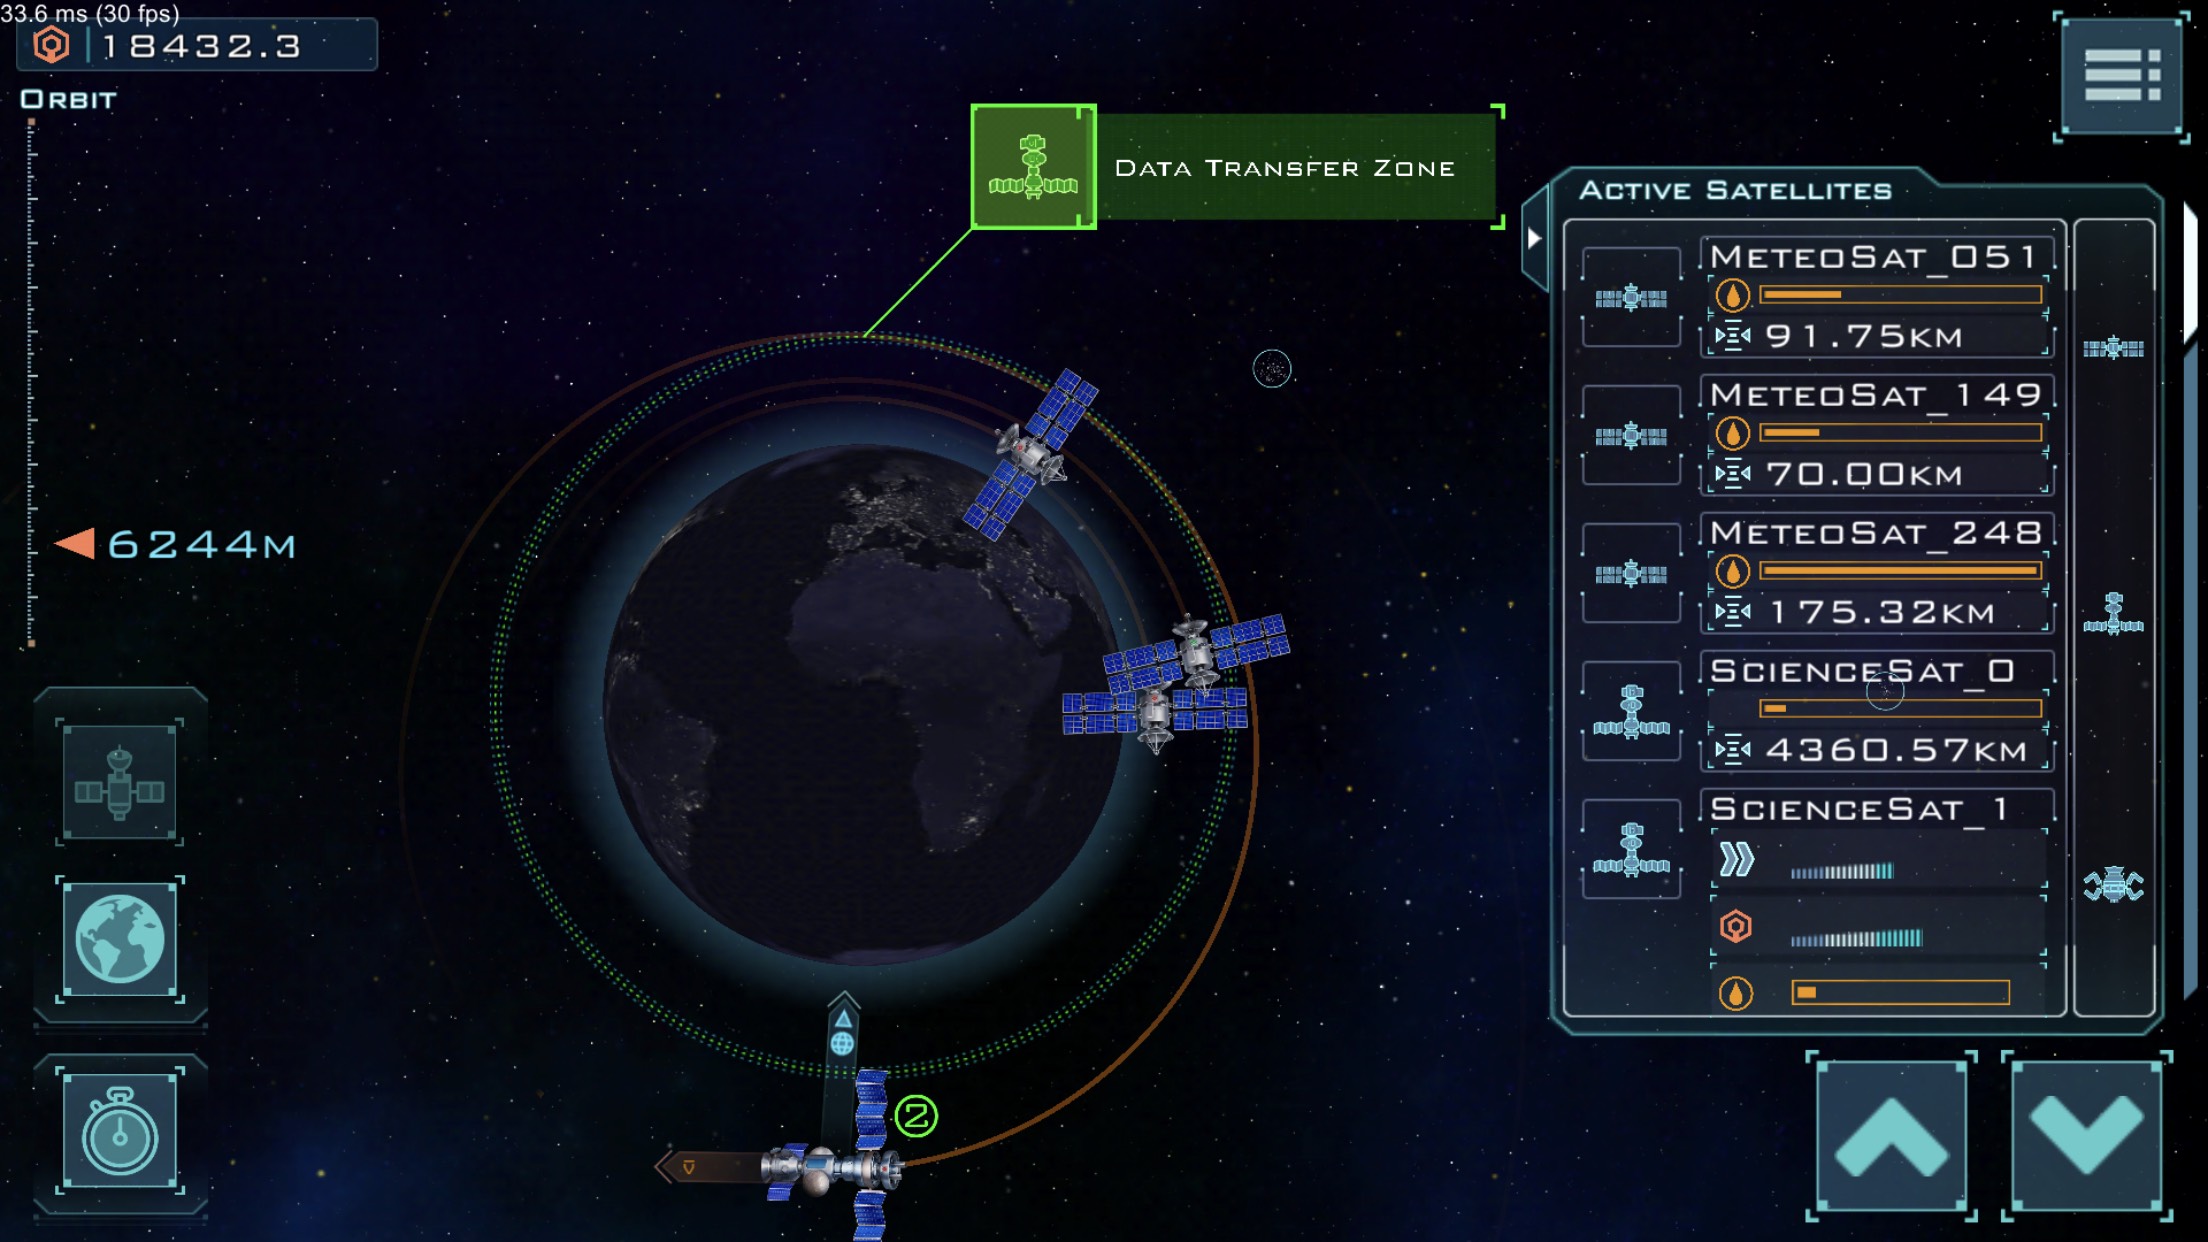 33.6 ms (30 fps)
18432.3
Orbit
Data Transfer Zone
6244m
Active Satellites
MeteoSat_051
91.75km
MeteoSat_149
70.00km
MeteoSat_248
175.32km
ScienceSat_0
4360.57km
ScienceSat_1
2